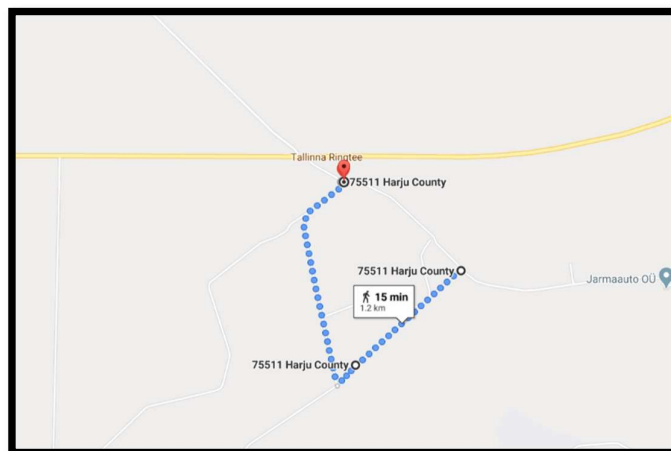 Tallinna Ringtee
75511 Harju County
75511 Harju County
Jarmaauto OÜ
15 min
1.2 km
75511 Harju County